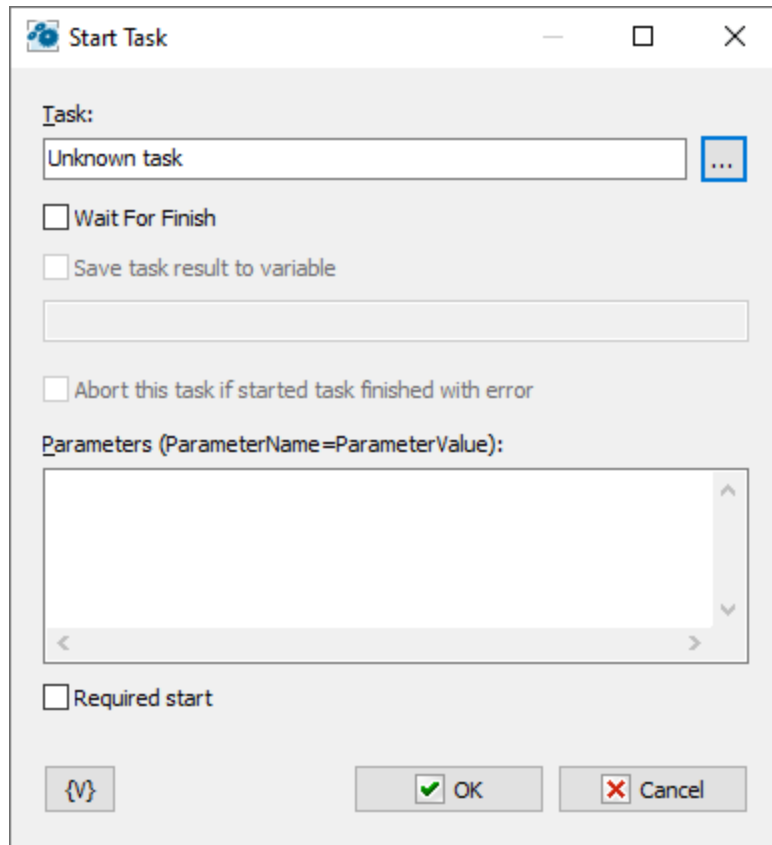 Start Task
Task:
Unknown task
...
Wait For Finish
Save task result to variable
Abort this task if started task finished with error
Parameters (ParameterName=ParameterValue):
Required start
{V} OK Cancel